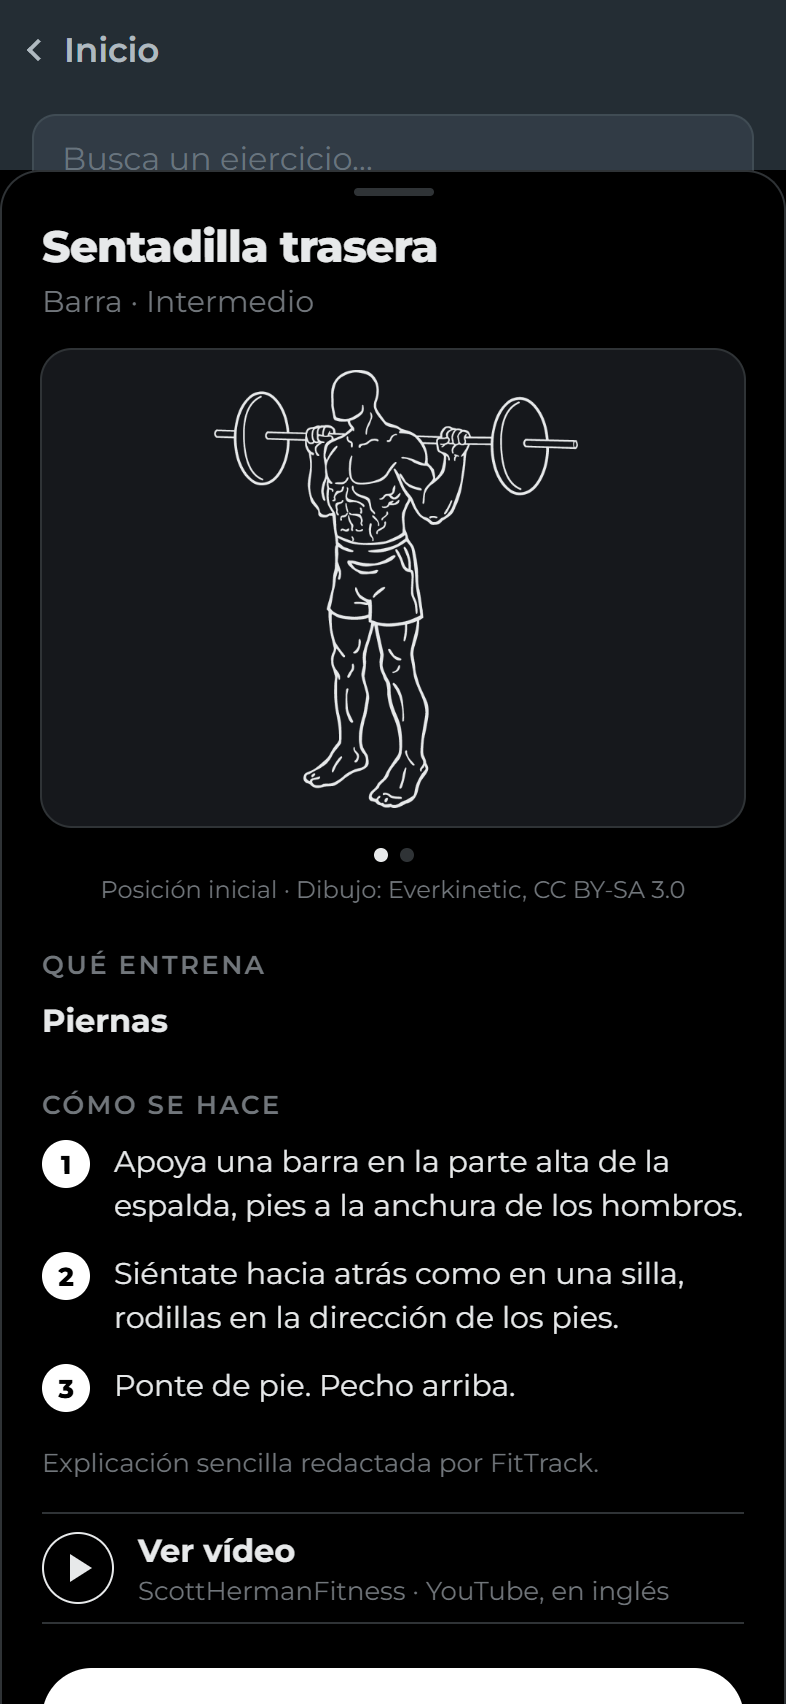 Inicio
Busca un ejercicio...
Sentadilla trasera
Barra · Intermedio
Posición inicial · Dibujo: Everkinetic, CC BY-SA 3.0
QUÉ ENTRENA
Piernas
CÓMO SE HACE
1 Apoya una barra en la parte alta de la
espalda, pies a la anchura de los hombros.
2 Siéntate hacia atrás como en una silla,
rodillas en la dirección de los pies.
3 Ponte de pie. Pecho arriba.
Explicación sencilla redactada por FitTrack.
Ver vídeo
ScottHermanFitness · YouTube, en inglés